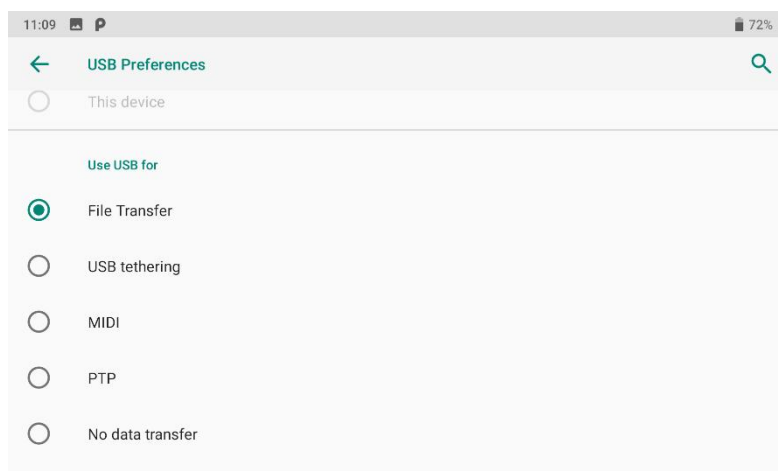 11:09 72%
USB Preferences
This device
Use USB for
File Transfer
USB tethering
MIDI
PTP
No data transfer